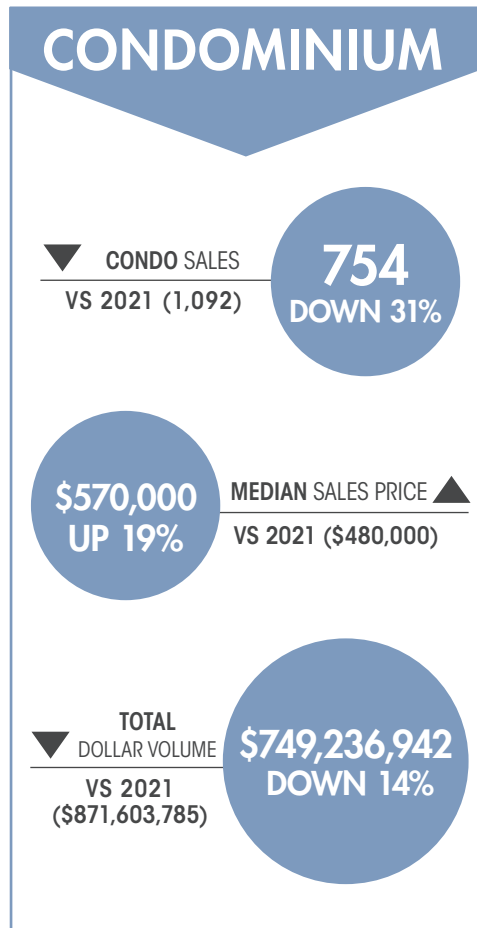 CONDOMINIUM
CONDO SALES
VS 2021 (1,092)
754
DOWN 31%
$570,000
UP 19%
MEDIAN SALES PRICE
VS 2021 ($480,000)
TOTAL
DOLLAR VOLUME
VS 2021
($871,603,785)
$749,236,942
DOWN 14%